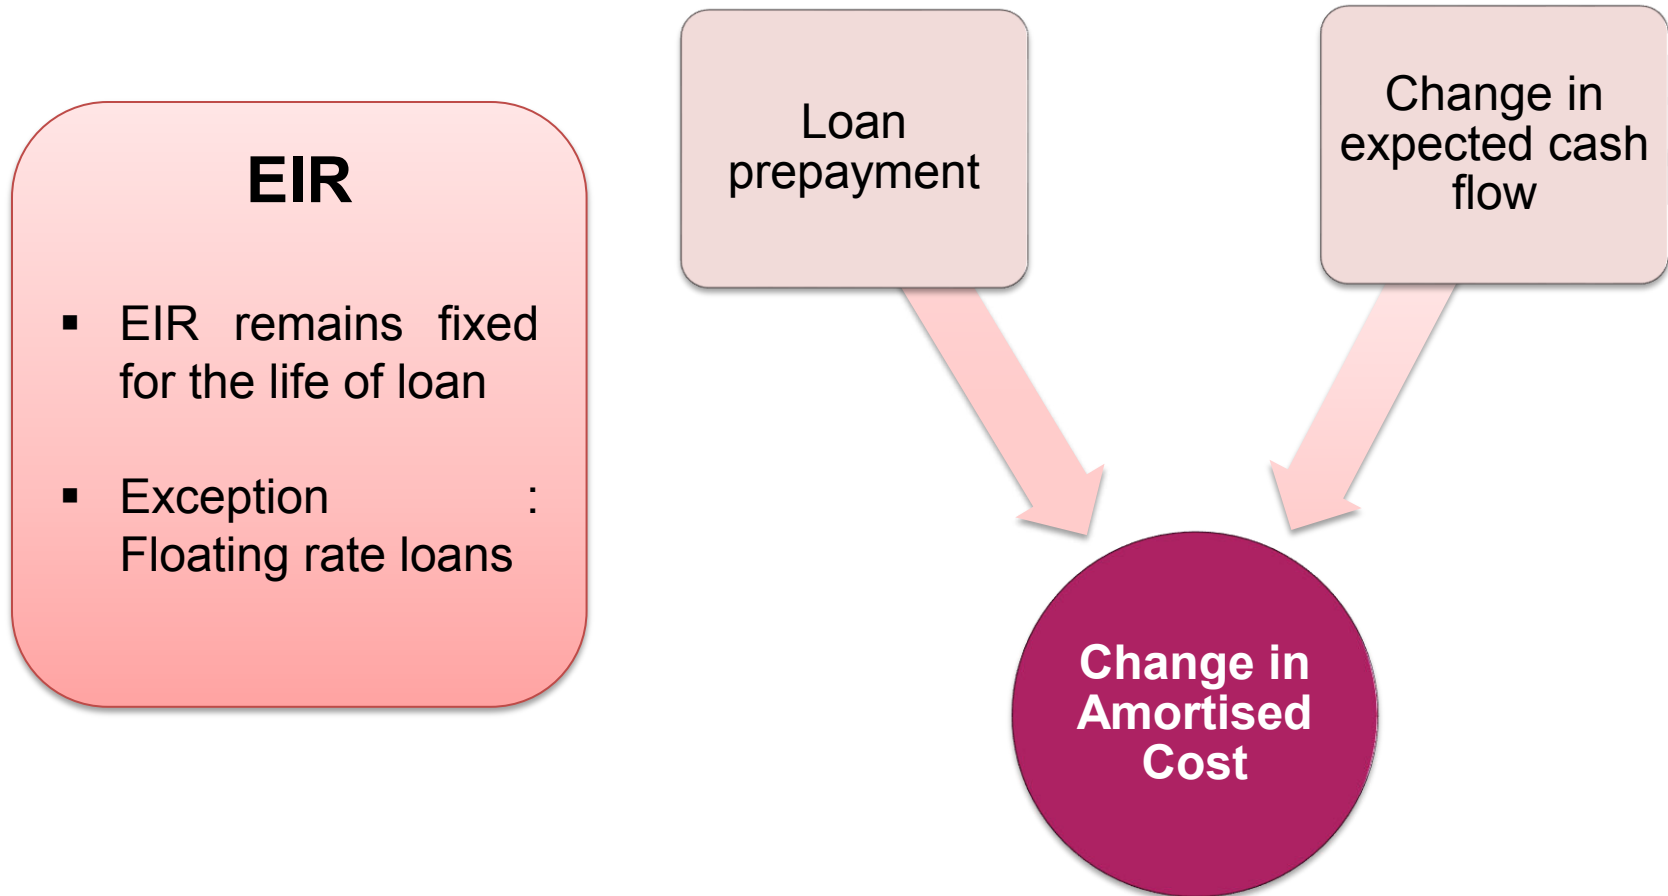 EIR
▪ EIR remains fixed
for the life of loan
▪ Exception :
Floating rate loans
Loan
prepayment
Change in
expected cash
flow
Change in
Amortised
Cost